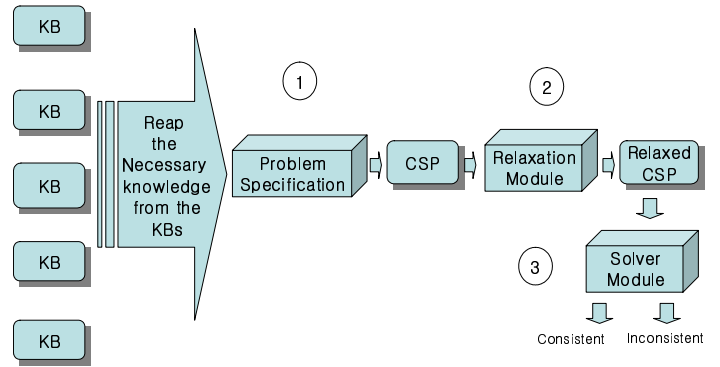 KB
KB
KB
KB
KB
Reap
the
Necessary
knowledge
from the
KBs
1
Problem
Specification
CSP
2
Relaxation
Module
Relaxed
CSP
3
Solver
Module
Consistent
Inconsistent